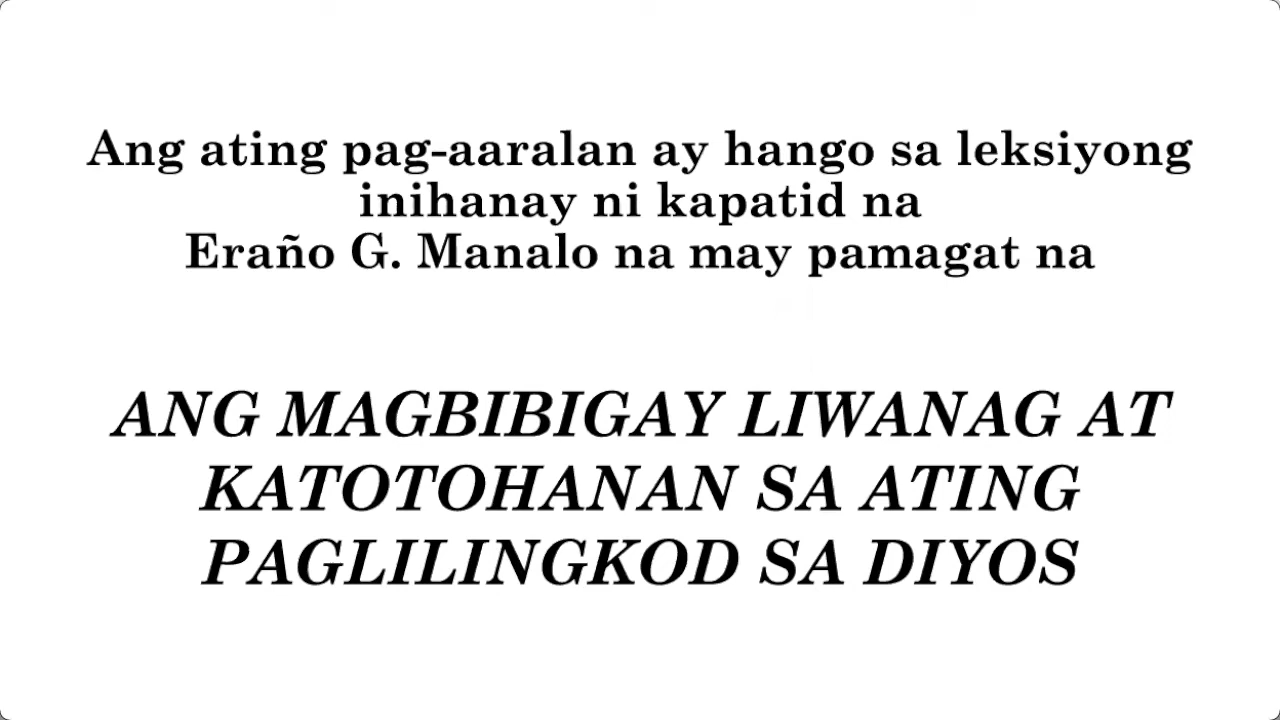 Ang ating pag-aaralan ay hango sa leksiyong
inihanay ni kapatid na
Eraño G. Manalo na may pamagat na
ANG MAGBIBIGAY LIWANAG AT
KATOTOHANAN SA ATING
PAGLILINGKOD SA DIYOS